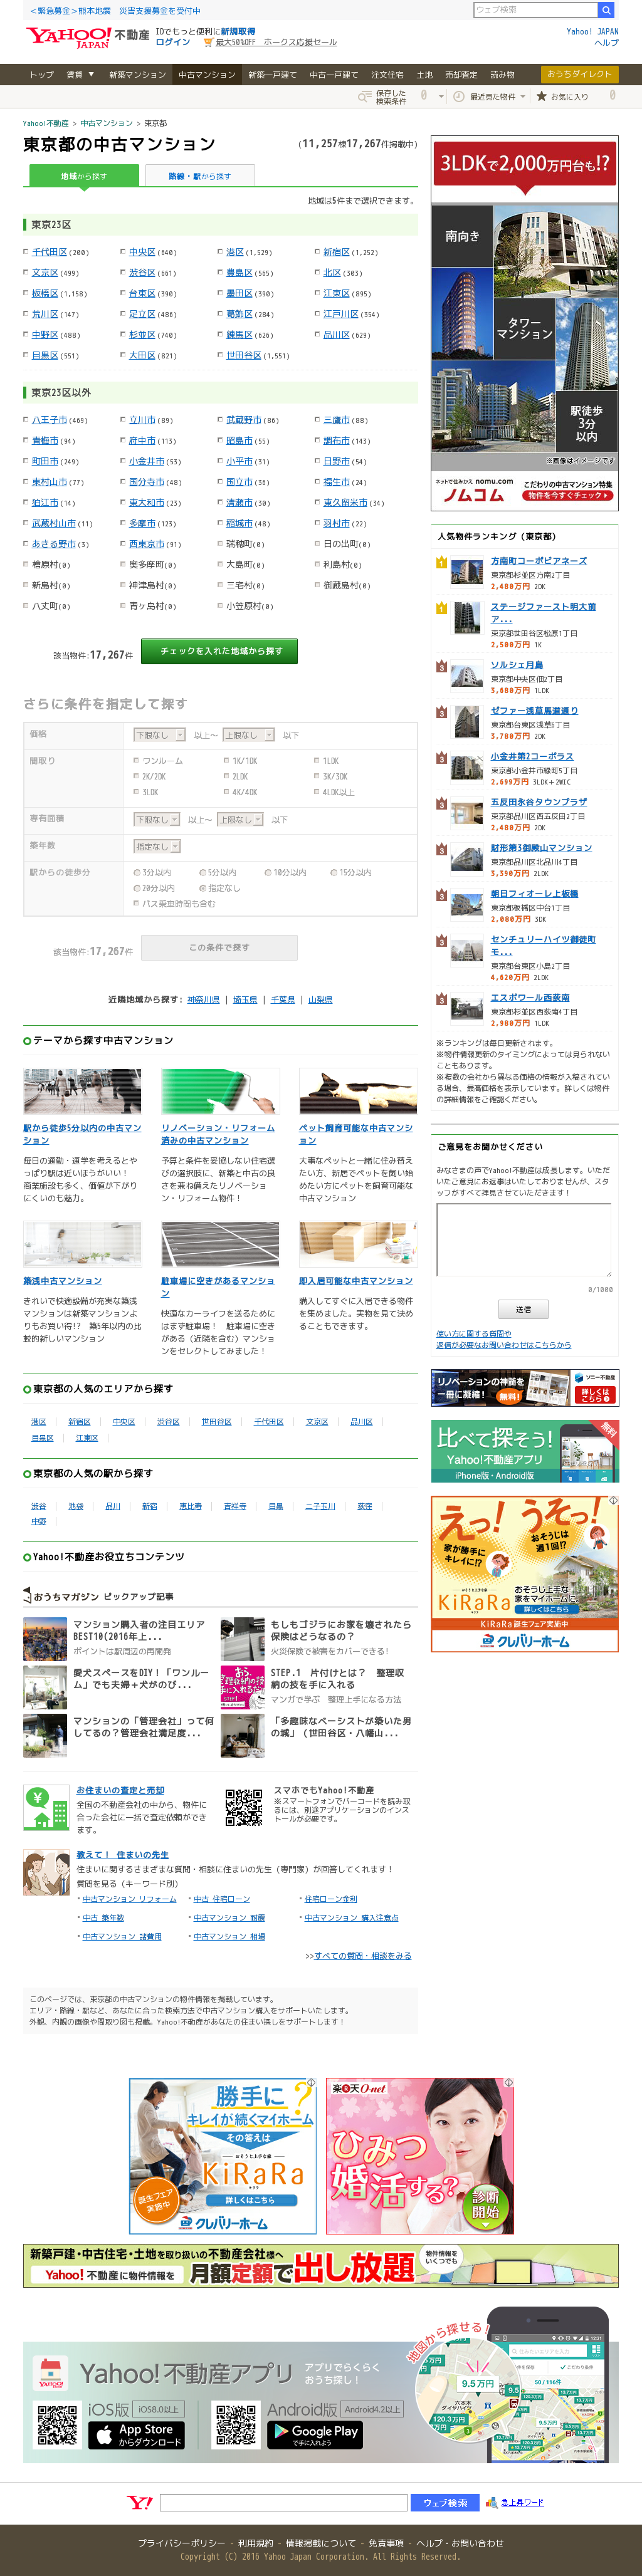 <緊急募金>熊本地震　災害支援募金を受付中
ウェブ検索
YAHOO! JAPAN 不動産
IDでもっと便利に新規取得
ログイン
最大50%OFF　ホークス応援セール
Yahoo! JAPAN
ヘルプ
トップ 賃貸 ▼ 新築マンション 中古マンション 新築一戸建て 中古一戸建て 注文住宅 土地 売却査定 読み物 おうちダイレクト
保存した検索条件 0 最近見た物件 お気に入り 0
Yahoo!不動産 > 中古マンション > 東京都
東京都の中古マンション
(11,257棟17,267件掲載中)
地域から探す 路線・駅から探す
地域は5件まで選択できます。
東京23区
千代田区(200) 中央区(640) 港区(1,529) 新宿区(1,252)
文京区(499) 渋谷区(661) 豊島区(565) 北区(303)
板橋区(1,158) 台東区(390) 墨田区(390) 江東区(895)
荒川区(147) 足立区(486) 葛飾区(284) 江戸川区(354)
中野区(488) 杉並区(740) 練馬区(626) 品川区(629)
目黒区(551) 大田区(821) 世田谷区(1,551)
東京23区以外
八王子市(469) 立川市(89) 武蔵野市(86) 三鷹市(88)
青梅市(94) 府中市(113) 昭島市(55) 調布市(143)
町田市(249) 小金井市(53) 小平市(31) 日野市(54)
東村山市(77) 国分寺市(48) 国立市(36) 福生市(24)
狛江市(14) 東大和市(23) 清瀬市(30) 東久留米市(34)
武蔵村山市(11) 多摩市(123) 稲城市(48) 羽村市(22)
あきる野市(3) 西東京市(91) 瑞穂町(0) 日の出町(0)
檜原村(0) 奥多摩町(0) 大島町(0) 利島村(0)
新島村(0) 神津島村(0) 三宅村(0) 御蔵島村(0)
八丈町(0) 青ヶ島村(0) 小笠原村(0)
該当物件:17,267件 チェックを入れた地域から探す
さらに条件を指定して探す
価格 下限なし 以上～ 上限なし 以下
間取り ワンルーム 1K/1DK 1LDK
2K/2DK 2LDK 3K/3DK
3LDK 4K/4DK 4LDK以上
専有面積 下限なし 以上～ 上限なし 以下
築年数 指定なし
駅からの徒歩分 3分以内 5分以内 10分以内 15分以内
20分以内 指定なし
バス乗車時間も含む
該当物件:17,267件 この条件で探す
近隣地域から探す: 神奈川県 | 埼玉県 | 千葉県 | 山梨県
テーマから探す中古マンション
駅から徒歩5分以内の中古マンション
毎日の通勤・通学を考えるとやっぱり駅は近いほうがいい！　商業施設も多く、価値が下がりにくいのも魅力。
リノベーション・リフォーム済みの中古マンション
予算と条件を妥協しない住宅選びの選択肢に、新築と中古の良さを兼ね備えたリノベーション・リフォーム物件！
ペット飼育可能な中古マンション
大事なペットと一緒に住み替えたい方、新居でペットを飼い始めたい方にペットを飼育可能な中古マンション
築浅中古マンション
きれいで快適設備が充実な築浅マンションは新築マンションよりもお買い得!?　築5年以内の比較的新しいマンション
駐車場に空きがあるマンション
快適なカーライフを送るためにはまず駐車場！　駐車場に空きがある（近隣を含む）マンションをセレクトしてみました！
即入居可能な中古マンション
購入してすぐに入居できる物件を集めました。実物を見て決めることもできます。
東京都の人気のエリアから探す
港区 新宿区 中央区 渋谷区 世田谷区 千代田区 文京区 品川区
目黒区 江東区
東京都の人気の駅から探す
渋谷 池袋 品川 新宿 恵比寿 吉祥寺 目黒 二子玉川 荻窪
中野
Yahoo!不動産お役立ちコンテンツ
おうちマガジン ピックアップ記事
マンション購入者の注目エリアBEST10(2016年上...
ポイントは駅周辺の再開発
もしもゴジラにお家を壊されたら保険はどうなるの？
火災保険で被害をカバーできる!
愛犬スペースをDIY！「ワンルーム」でも夫婦＋犬がのび...
STEP.1　片付けとは？　整理収納の技を手に入れる
マンガで学ぶ　整理上手になる方法
マンションの「管理会社」って何してるの？管理会社満足度...
「多趣味なベーシストが築いた男の城」（世田谷区・八幡山...
お住まいの査定と売却
全国の不動産会社の中から、物件に合った会社に一括で査定依頼ができます。
スマホでもYahoo!不動産
※スマートフォンでバーコードを読み取るには、別途アプリケーションのインストールが必要です。
教えて！ 住まいの先生
住まいに関するさまざまな質問・相談に住まいの先生（専門家）が回答してくれます！
質問を見る（キーワード別）
・中古マンション リフォーム ・中古 住宅ローン ・住宅ローン金利
・中古 築年数 ・中古マンション 耐震 ・中古マンション 購入注意点
・中古マンション 諸費用 ・中古マンション 相場
>>すべての質問・相談をみる
このページでは、東京都の中古マンションの物件情報を掲載しています。
エリア・路線・駅など、あなたに合った検索方法で中古マンション購入をサポートいたします。
外観、内観の画像や間取り図も掲載。Yahoo!不動産があなたの住まい探しをサポートします！
3LDKで2,000万円台も!?
南向き
タワーマンション
駅徒歩3分以内
※画像はイメージです
ネットで住みかえ nomu.com
ノムコム
こだわりの中古マンション特集
物件を今すぐチェック
人気物件ランキング（東京都）
1 方南町コーポビアネーズ
東京都杉並区方南2丁目
2,480万円 2DK
1 ステージファースト明大前ア...
東京都世田谷区松原1丁目
2,500万円 1K
3 ソルシェ月島
東京都中央区佃2丁目
3,680万円 1LDK
3 ゼファー浅草馬道通り
東京都台東区浅草6丁目
3,780万円 2DK
3 小金井第2コーポラス
東京都小金井市緑町5丁目
2,699万円 3LDK＋2WIC
3 五反田永谷タウンプラザ
東京都品川区西五反田2丁目
2,480万円 2DK
3 財形第3御殿山マンション
東京都品川区北品川4丁目
3,390万円 2LDK
3 朝日フィオーレ上板橋
東京都板橋区中台1丁目
2,080万円 3DK
3 センチュリーハイツ御徒町モ...
東京都台東区小島2丁目
4,620万円 2LDK
3 エスポワール西荻南
東京都杉並区西荻南4丁目
2,980万円 1LDK
※ランキングは毎日更新されます。
※物件情報更新のタイミングによっては見られないこともあります。
※複数の会社から異なる価格の情報が入稿されている場合、最高価格を表示しています。詳しくは物件の詳細情報をご確認ください。
ご意見をお聞かせください
みなさまの声でYahoo!不動産は成長します。いただいたご意見にお返事はいたしておりませんが、スタッフがすべて拝見させていただきます！
0/1000
送信
使い方に関する質問や
返信が必要なお問い合わせはこちらから
リノベーションの神髄を一冊に凝縮！ 無料! ソニー不動産 詳しくはこちら
比べて探そう! 無料
Yahoo!不動産アプリ
iPhone版・Android版
えっ！うそっ！
家が勝手にキレイに!?
おそうじは週1回!?
KiRaRa
おそうじ上手な家をマイホームに。
詳しくはこちら
KiRaRa誕生フェア実施中
クレバリーホーム
勝手に？キレイが続くマイホーム
その答えは
KiRaRa
詳しくはこちら
誕生フェア実施中
クレバリーホーム
楽天O-net
ひみつ婚活する？
診断開始
新築戸建・中古住宅・土地を取り扱いの不動産会社様へ
Yahoo!不動産に物件情報を 月額定額で出し放題
物件情報をいくつでも
地図から探せる！
YAHOO! JAPAN
Yahoo!不動産アプリ
アプリでらくらくおうち探し！
iOS版 iOS8.0以上
App Store からダウンロード
Android版 Android4.2以上
Google Play で手に入れよう
9.5万円
120.3万円
ウェブ検索 急上昇ワード
プライバシーポリシー - 利用規約 - 情報掲載について - 免責事項 - ヘルプ・お問い合わせ
Copyright (C) 2016 Yahoo Japan Corporation. All Rights Reserved.